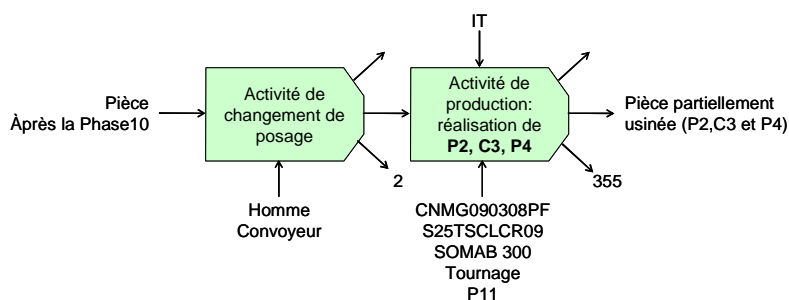 IT
Pièce
Àprès la Phase10
Activité de
changement de
posage
Activité de
production:
réalisation de
P2, C3, P4
Pièce partiellement
usinée (P2,C3 et P4)
2
355
Homme
Convoyeur
CNMG090308PF
S25TSCLCR09
SOMAB 300
Tournage
P11